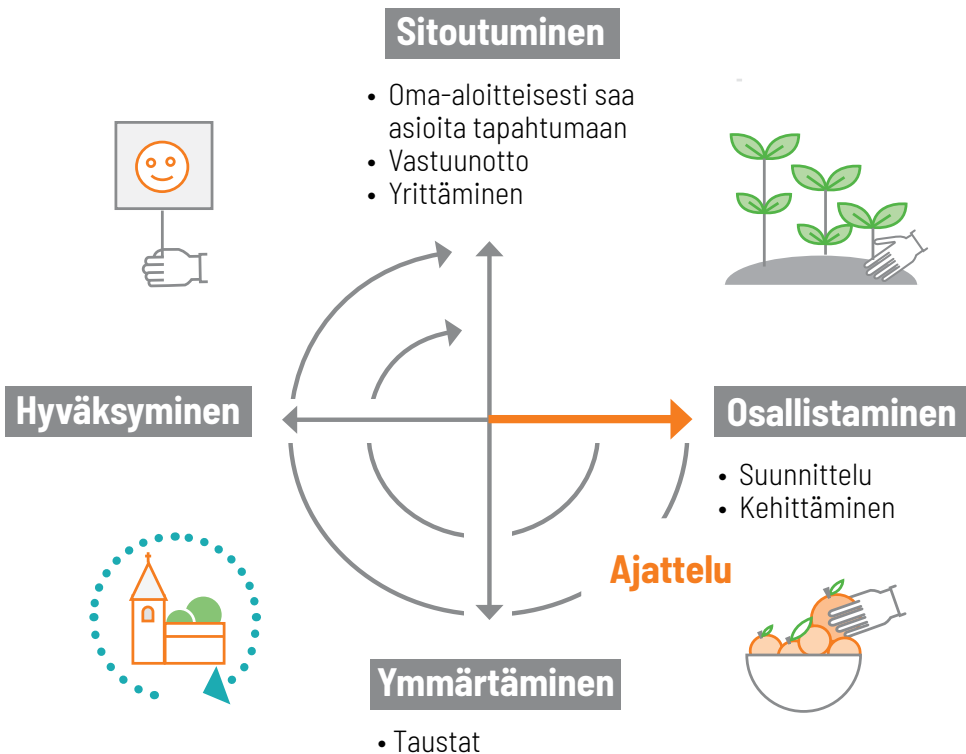 Sitoutuminen
• Oma-aloitteisesti saa
asioita tapahtumaan
• Vastuunotto
• Yrittäminen
Hyväksyminen
Osallistaminen
• Suunnittelu
• Kehittäminen
Ajattelu
Ymmärtäminen
• Taustat